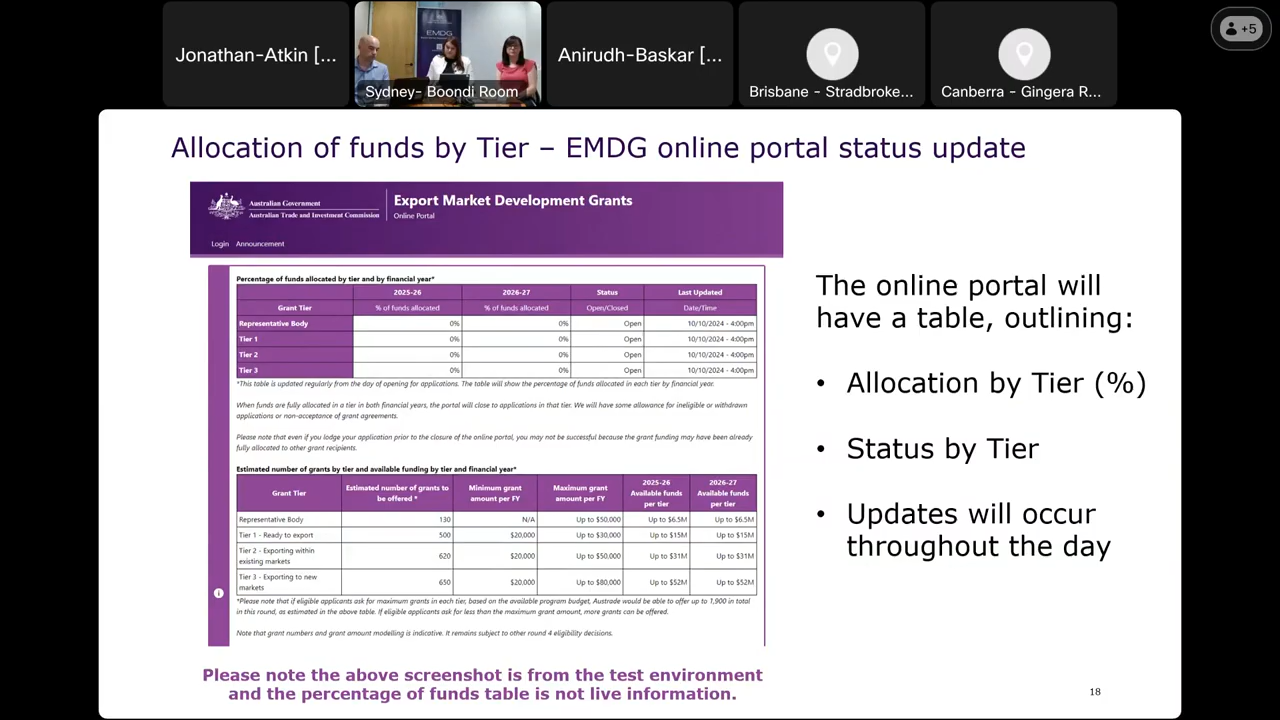 Jonathan-Atkin [...
EMDG
Sydney- Boondi Room
Anirudh-Baskar [...
Brisbane - Stradbroke...
Canberra - Gingera R...
+5
Allocation of funds by Tier – EMDG online portal status update
Australian Government
Australian Trade and Investment Commission
Export Market Development Grants
Online Portal
Login Announcement
Percentage of funds allocated by tier and by financial year*
2025-26 2026-27 Status Last Updated
Grant Tier % of funds allocated % of funds allocated Open/Closed Date/Time
Representative Body 0% 0% Open 10/10/2024 - 4:00pm
Tier 1 0% 0% Open 10/10/2024 - 4:00pm
Tier 2 0% 0% Open 10/10/2024 - 4:00pm
Tier 3 0% 0% Open 10/10/2024 - 4:00pm
*This table is updated regularly from the day of opening for applications. The table will show the percentage of funds allocated in each tier by financial year.
When funds are fully allocated in a tier in both financial years, the portal will close to applications in that tier. We will have some allowance for ineligible or withdrawn
applications or non-acceptance of grant agreements.
Please note that even if you lodge your application prior to the closure of the online portal, you may not be successful because the grant funding may have been already
fully allocated to other grant recipients.
Estimated number of grants by tier and available funding by tier and financial year*
Grant Tier Estimated number of grants to be offered * Minimum grant amount per FY Maximum grant amount per FY 2025-26 Available funds per tier 2026-27 Available funds per tier
Representative Body 130 N/A Up to $50,000 Up to $6.5M Up to $6.5M
Tier 1 - Ready to export 500 $20,000 Up to $30,000 Up to $15M Up to $15M
Tier 2 - Exporting within existing markets 620 $20,000 Up to $50,000 Up to $31M Up to $31M
Tier 3 - Exporting to new markets 650 $20,000 Up to $80,000 Up to $52M Up to $52M
*Please note that if eligible applicants ask for maximum grants in each tier, based on the available program budget, Austrade would be able to offer up to 1,900 in total
in this round, as estimated in the above table. If eligible applicants ask for less than the maximum grant amount, more grants can be offered.
Note that grant numbers and grant amount modelling is indicative. It remains subject to other round 4 eligibility decisions.
Please note the above screenshot is from the test environment
and the percentage of funds table is not live information.
The online portal will
have a table, outlining:
• Allocation by Tier (%)
• Status by Tier
• Updates will occur
throughout the day
18